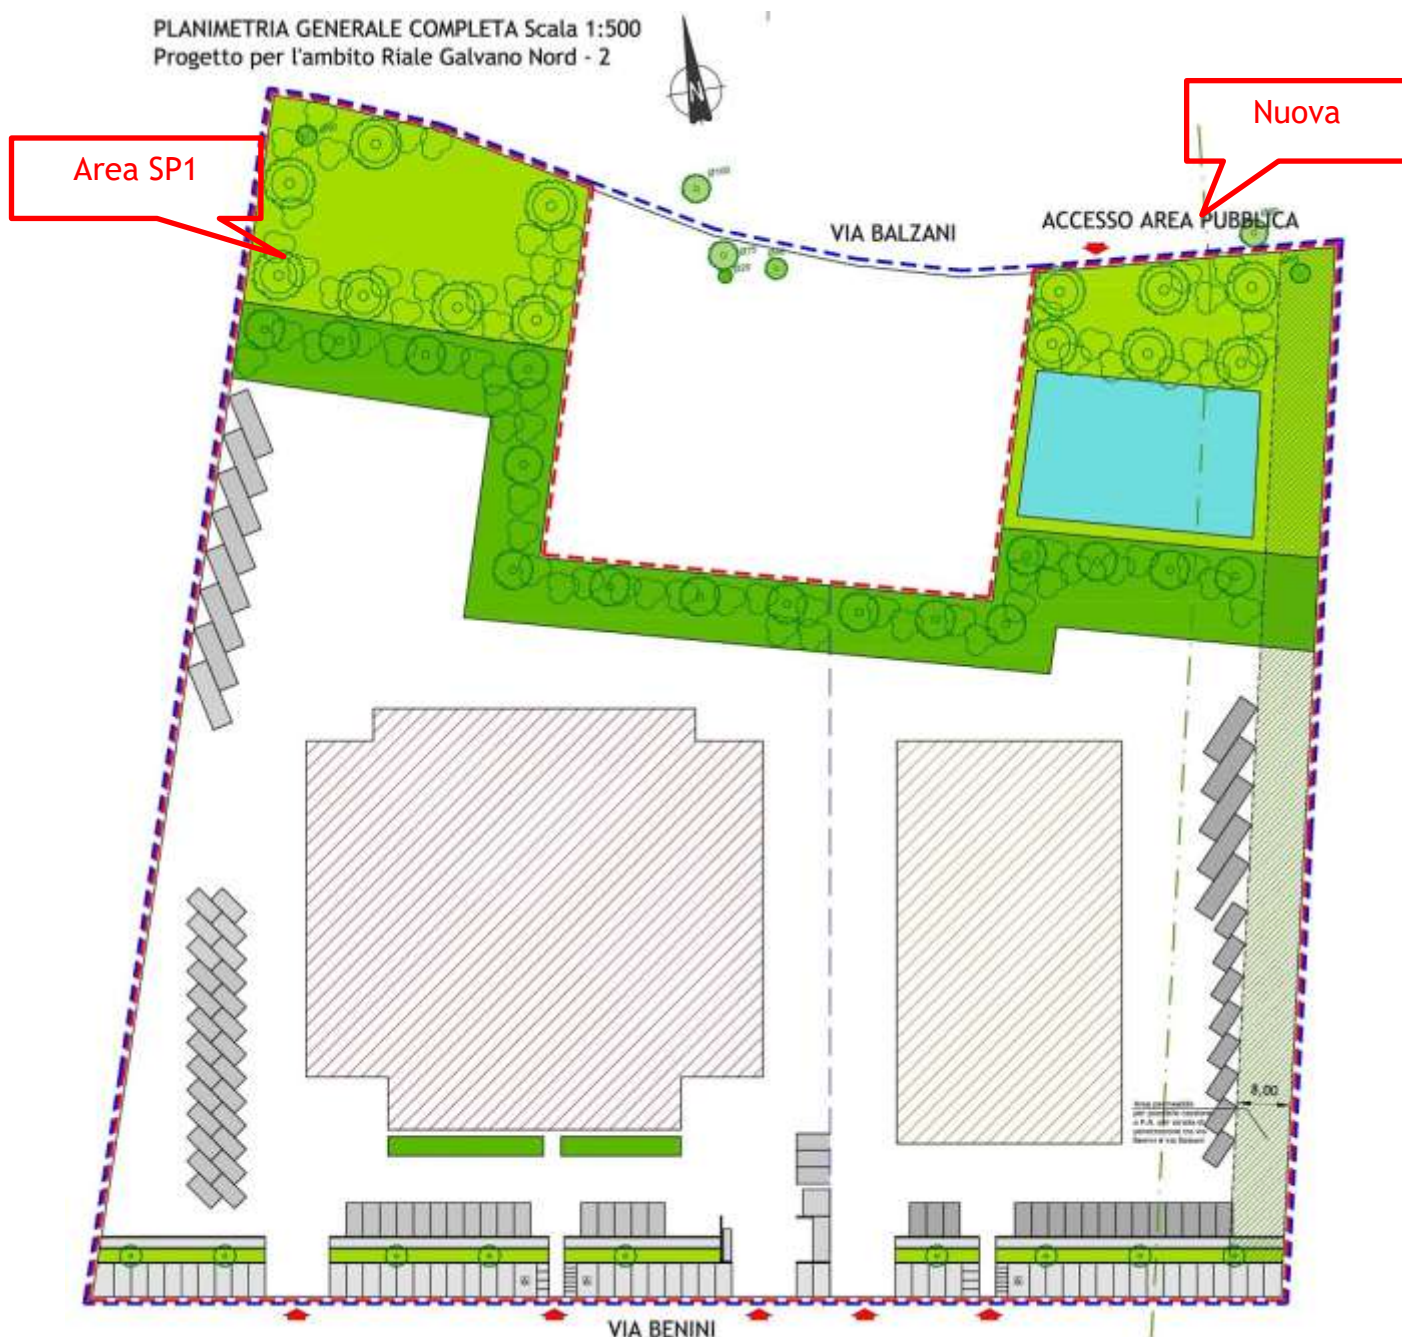 PLANIMETRIA GENERALE COMPLETA Scala 1:500
Progetto per l'ambito Riale Galvano Nord - 2
N
Nuova
Area SP1
VIA BALZANI
ACCESSO AREA PUBBLICA
8,00
VIA BENINI